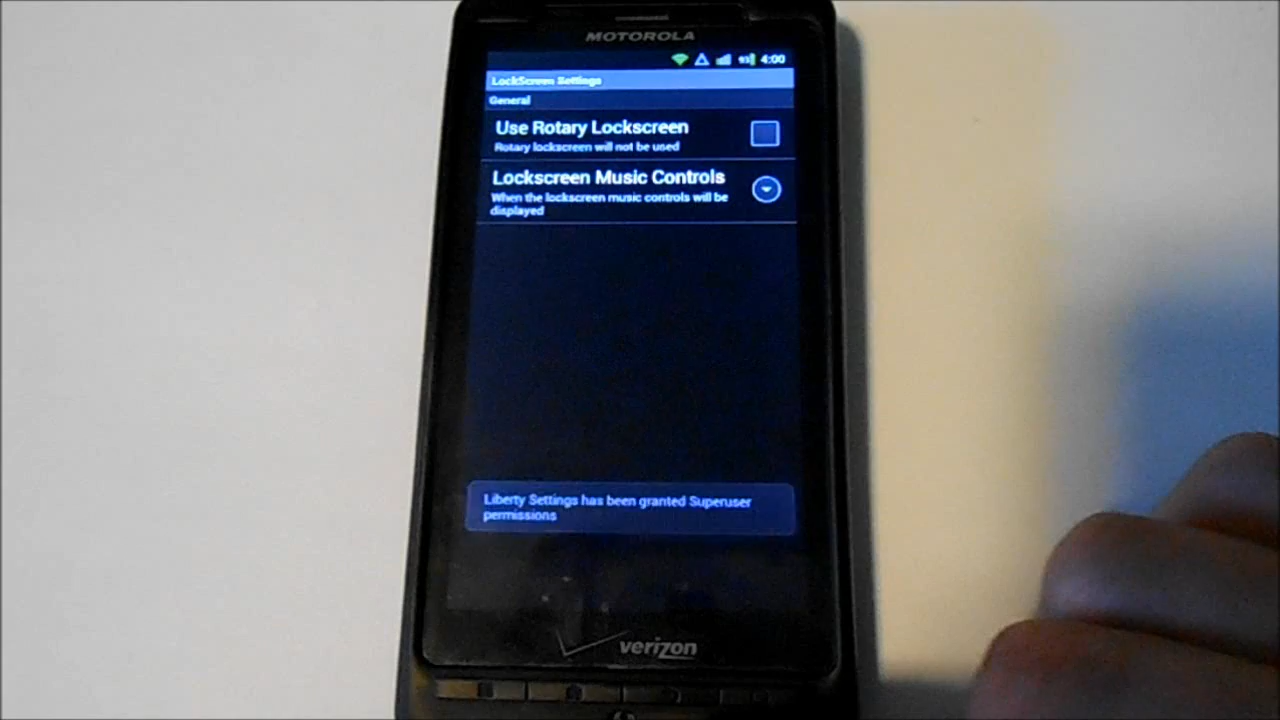 MOTOROLA
4:00
LockScreen Settings
General
Use Rotary Lockscreen
Rotary lockscreen will not be used
Lockscreen Music Controls
When the lockscreen music controls will be
displayed
Liberty Settings has been granted Superuser
permissions
verizon